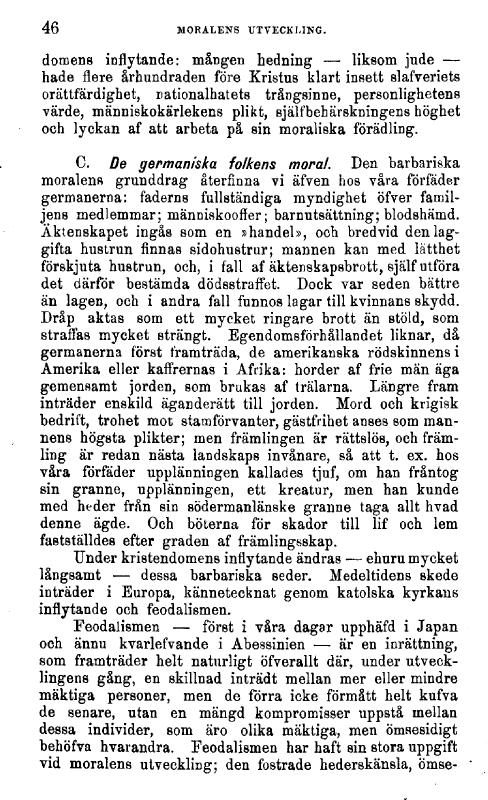 46 MORALENS UTVECKLING.
domens inflytande: mången hedning — liksom jude —
hade flere århundraden före Kristus klart insett slafveriets
orättfärdighet, nationalhatets trångsinne, personlighetens
värde, människokärlekens plikt, själfbehärskningens höghet
och lyckan af att arbeta på sin moraliska förädling.
C. De germaniska folkens moral. Den barbariska
moralens grunddrag återfinna vi äfven hos våra förfäder
germanerna: faderns fullständiga myndighet öfver famil-
jens medlemmar; människooffer; barnutsättning; blodshämd.
Äktenskapet ingås som en »handel», och bredvid den lag-
gifta hustrun finnas sidohustrur; mannen kan med lätthet
förskjuta hustrun, och, i fall af äktenskapsbrott, själf utföra
det därför bestämda dödsstraffet. Dock var seden bättre
än lagen, och i andra fall funnos lagar till kvinnans skydd.
Dråp aktas som ett mycket ringare brott än stöld, som
straffas mycket strängt. Egendomsförhållandet liknar, då
germanerna först framträda, de amerikanska rödskinnens i
Amerika eller kaffrernas i Afrika: horder af frie män äga
gemensamt jorden, som brukas af trälarna. Längre fram
inträder enskild äganderätt till jorden. Mord och krigisk
bedrift, trohet mot stamförvanter, gästfrihet anses som man-
nens högsta plikter; men främlingen är rättslös, och främ-
ling är redan nästa landskaps invånare, så att t. ex. hos
våra förfäder upplänningen kallades tjuf, om han fråntog
sin granne, upplänningen, ett kreatur, men han kunde
med heder från sin södermanlänske granne taga allt hvad
denne ägde. Och böterna för skador till lif och lem
fastställdes efter graden af främlingsskap.
Under kristendomens inflytande ändras — ehuru mycket
långsamt — dessa barbariska seder. Medeltidens skede
inträder i Europa, kännetecknat genom katolska kyrkans
inflytande och feodalismen.
Feodalismen — först i våra dagar upphäfd i Japan
och ännu kvarlefvande i Abessinien — är en inrättning,
som framträder helt naturligt öfverallt där, under utveck-
lingens gång, en skillnad inträdt mellan mer eller mindre
mäktiga personer, men de förra icke förmått helt kufva
de senare, utan en mängd kompromisser uppstå mellan
dessa individer, som äro olika mäktiga, men ömsesidigt
behöfva hvarandra. Feodalismen har haft sin stora uppgift
vid moralens utveckling; den fostrade hederskänsla, ömse-